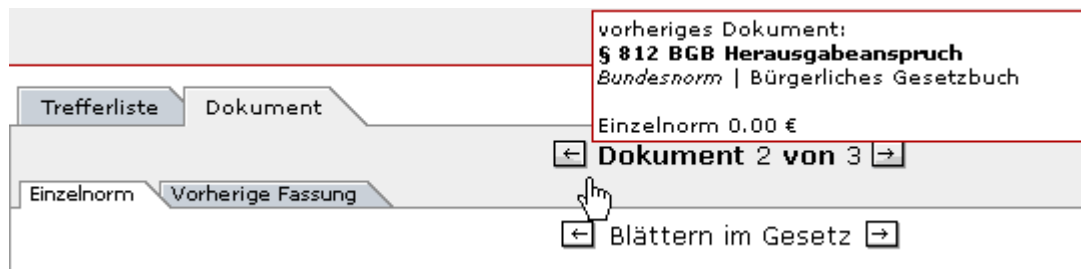 vorheriges Dokument:
§ 812 BGB Herausgabeanspruch
Bundesnorm | Bürgerliches Gesetzbuch
Einzelnorm 0.00 €
Trefferliste Dokument
← Dokument 2 von 3 →
Einzelnorm Vorherige Fassung
← Blättern im Gesetz →